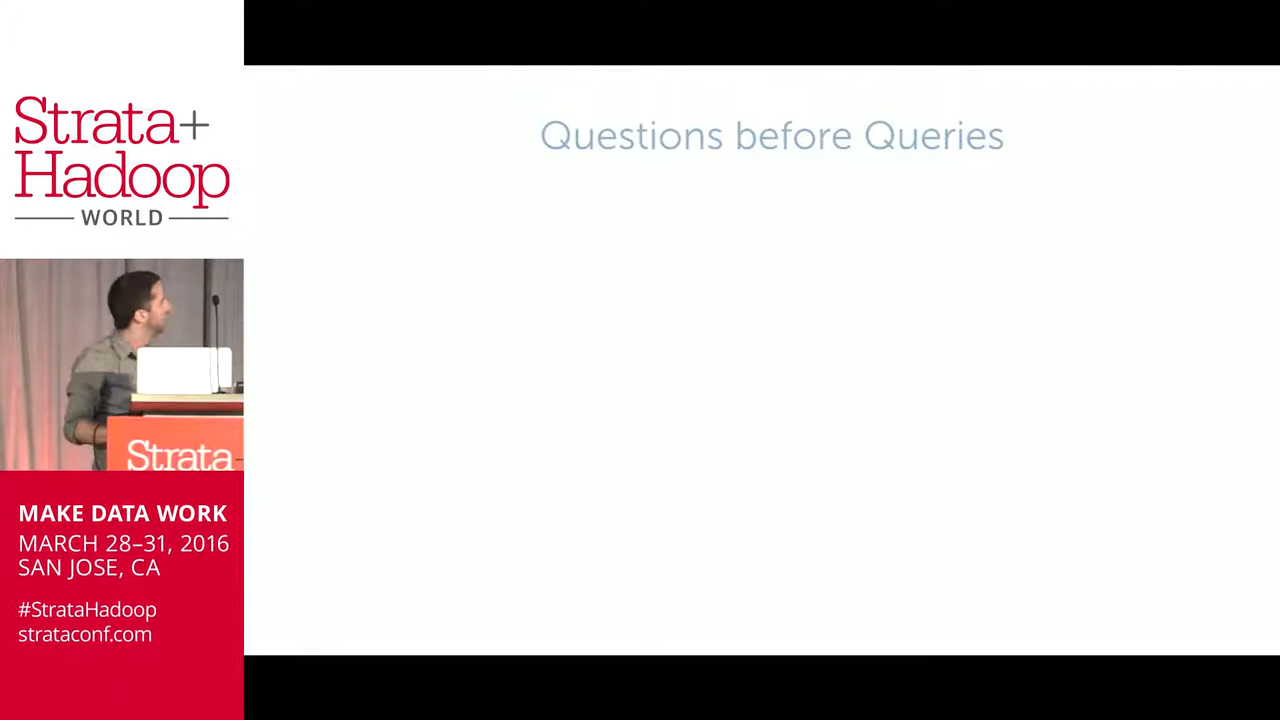 Strata+
Hadoop
WORLD
Questions before Queries
Strata
MAKE DATA WORK
MARCH 28–31, 2016
SAN JOSE, CA
#StrataHadoop
strataconf.com